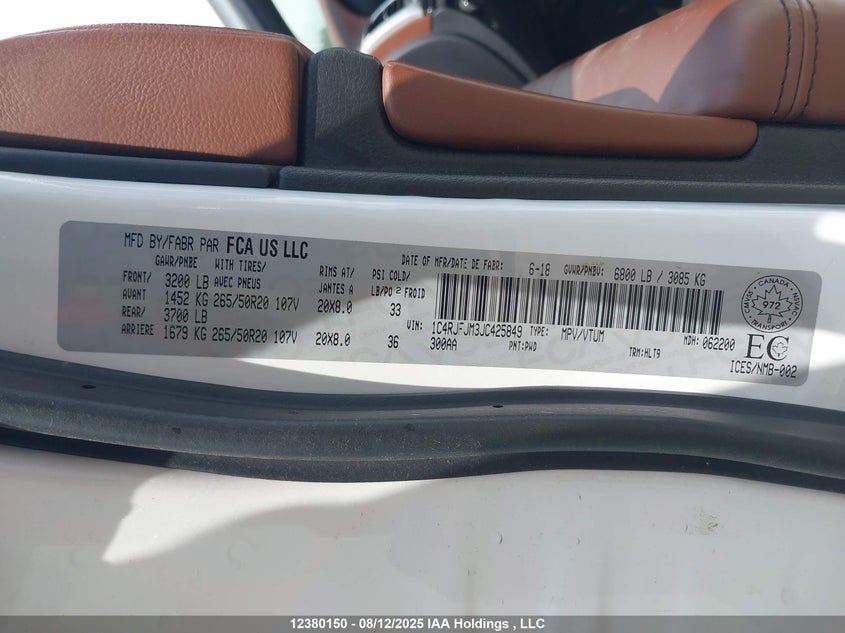 MFD BY/FABR PAR FCA US LLC
DATE OF MFR/DATE DE FABR: 6-18 GVWR/PNBV: 6800 LB / 3085 KG
GAWR/PNBE WITH TIRES/ RIMS AT/ PSI COLD/
FRONT/ 3200 LB AVEC PNEUS JANTES A LB/PO2 FROID
AVANT 1452 KG 265/50R20 107V 20X8.0 33
REAR/ 3700 LB
ARRIERE 1679 KG 265/50R20 107V 20X8.0 36
VIN: 1C4RJFJM3JC425849 TYPE: MPV/VTUM MDH: 062200
300AA PNT:PWD TRM:HLT9
CANADA
CMVSS NSVAC
972
TRANSPORT
EC
ICES/NMB-002
12380150 - 08/12/2025 IAA Holdings , LLC